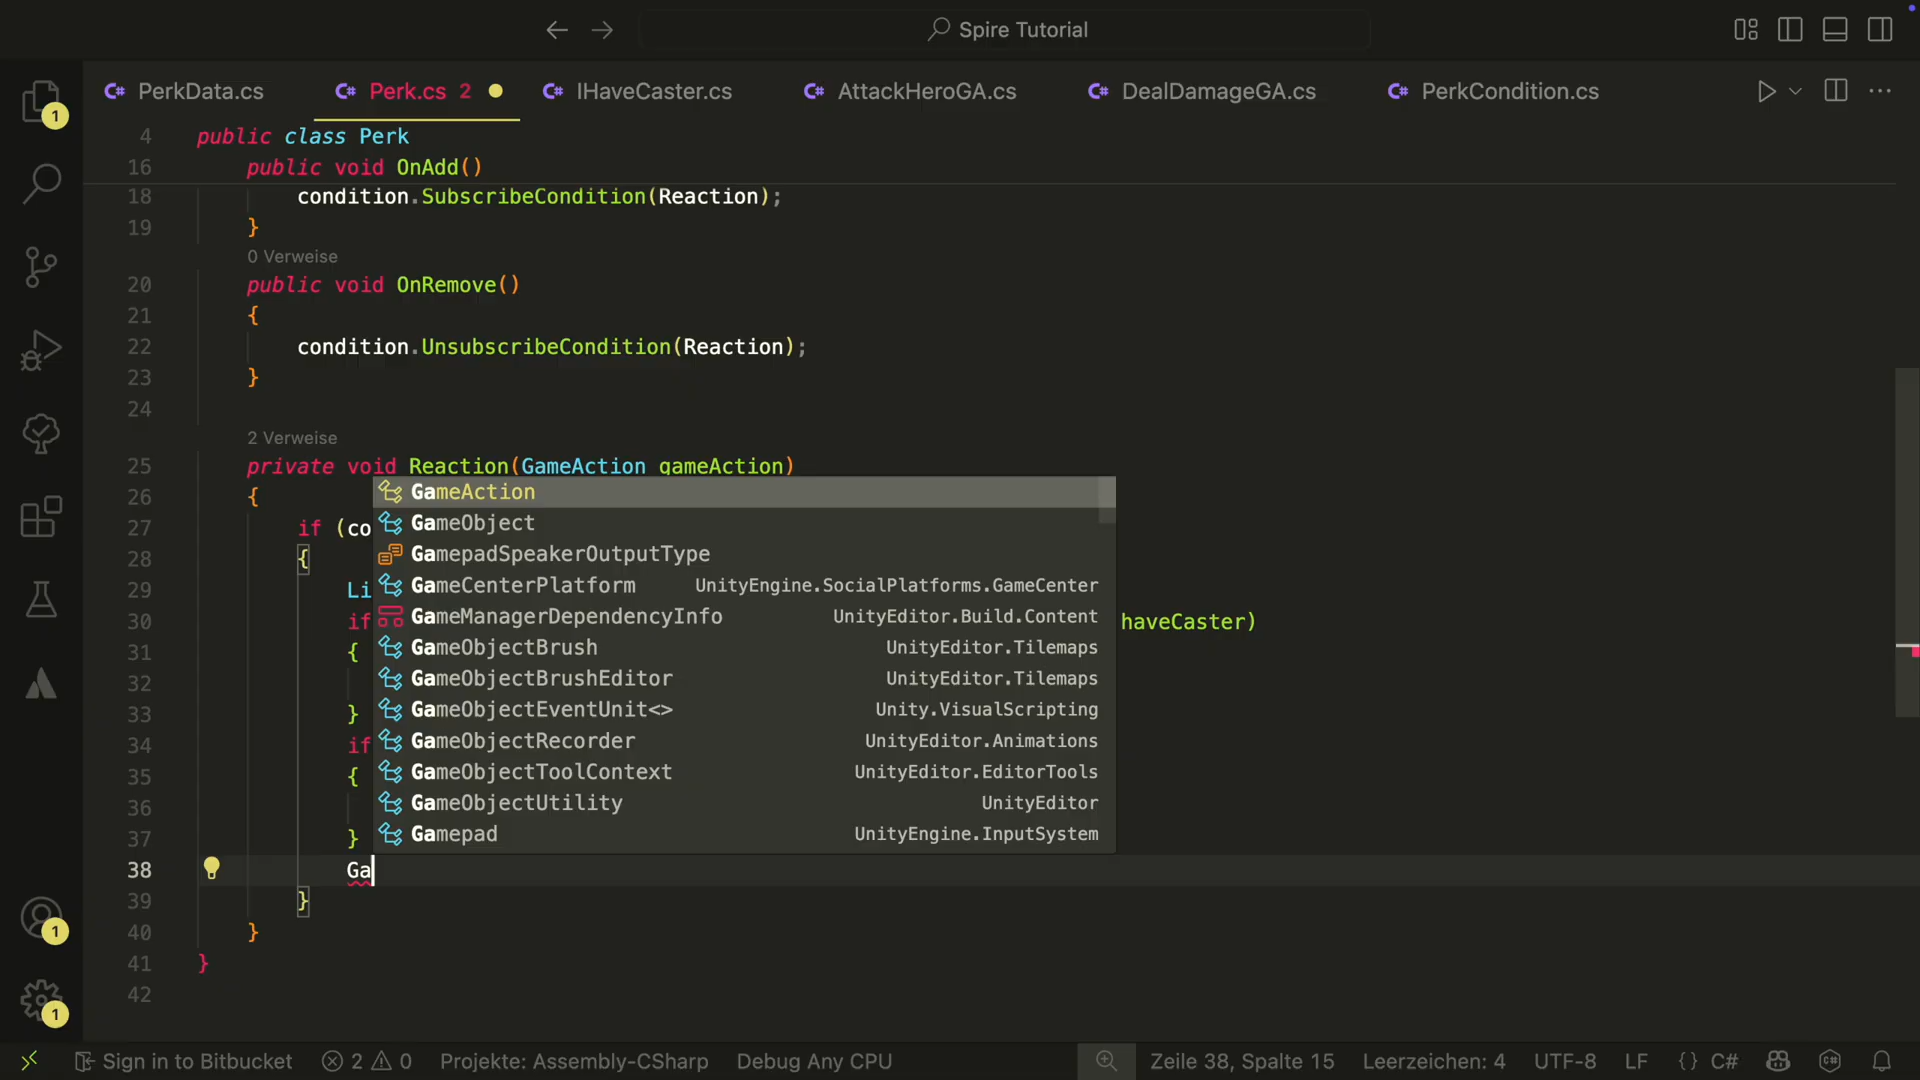 Spire Tutorial
PerkData.cs
Perk.cs 2
IHaveCaster.cs
AttackHeroGA.cs
DealDamageGA.cs
PerkCondition.cs
4 public class Perk
16 public void OnAdd()
18 condition.SubscribeCondition(Reaction);
19 }
0 Verweise
20 public void OnRemove()
21 {
22 condition.UnsubscribeCondition(Reaction);
23 }
24
2 Verweise
25 private void Reaction(GameAction gameAction)
GameAction
26 {
GameObject
27 if (co
GamepadSpeakerOutputType
28 {
GameCenterPlatform UnityEngine.SocialPlatforms.GameCenter
29 Li
GameManagerDependencyInfo UnityEditor.Build.Content
30 if haveCaster)
GameObjectBrush UnityEditor.Tilemaps
31 {
GameObjectBrushEditor UnityEditor.Tilemaps
32
GameObjectEventUnit<> Unity.VisualScripting
33 }
GameObjectRecorder UnityEditor.Animations
34 if
GameObjectToolContext UnityEditor.EditorTools
35 {
GameObjectUtility UnityEditor
36
Gamepad UnityEngine.InputSystem
37 }
38 Ga
39 }
40 }
41 }
42
1
1
1
Sign in to Bitbucket 2 0 Projekte: Assembly-CSharp Debug Any CPU Zeile 38, Spalte 15 Leerzeichen: 4 UTF-8 LF {} C#